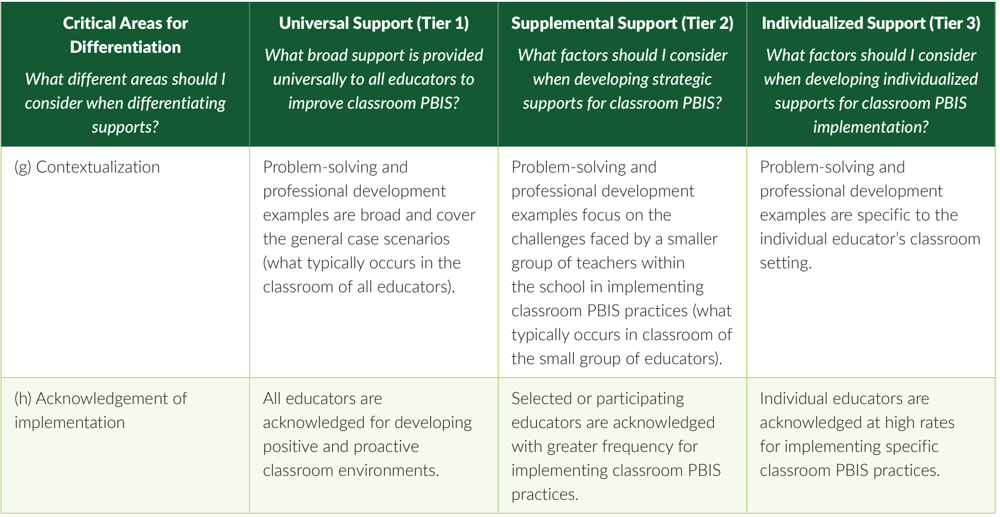 Critical Areas for
Differentiation
What different areas should I
consider when differentiating
supports?
Universal Support (Tier 1)
What broad support is provided
universally to all educators to
improve classroom PBIS?
Supplemental Support (Tier 2)
What factors should I consider
when developing strategic
supports for classroom PBIS?
Individualized Support (Tier 3)
What factors should I consider
when developing individualized
supports for classroom PBIS
implementation?
(g) Contextualization
Problem-solving and
professional development
examples are broad and cover
the general case scenarios
(what typically occurs in the
classroom of all educators).
Problem-solving and
professional development
examples focus on the
challenges faced by a smaller
group of teachers within
the school in implementing
classroom PBIS practices (what
typically occurs in classroom of
the small group of educators).
Problem-solving and
professional development
examples are specific to the
individual educator’s classroom
setting.
(h) Acknowledgement of
implementation
All educators are
acknowledged for developing
positive and proactive
classroom environments.
Selected or participating
educators are acknowledged
with greater frequency for
implementing classroom PBIS
practices.
Individual educators are
acknowledged at high rates
for implementing specific
classroom PBIS practices.